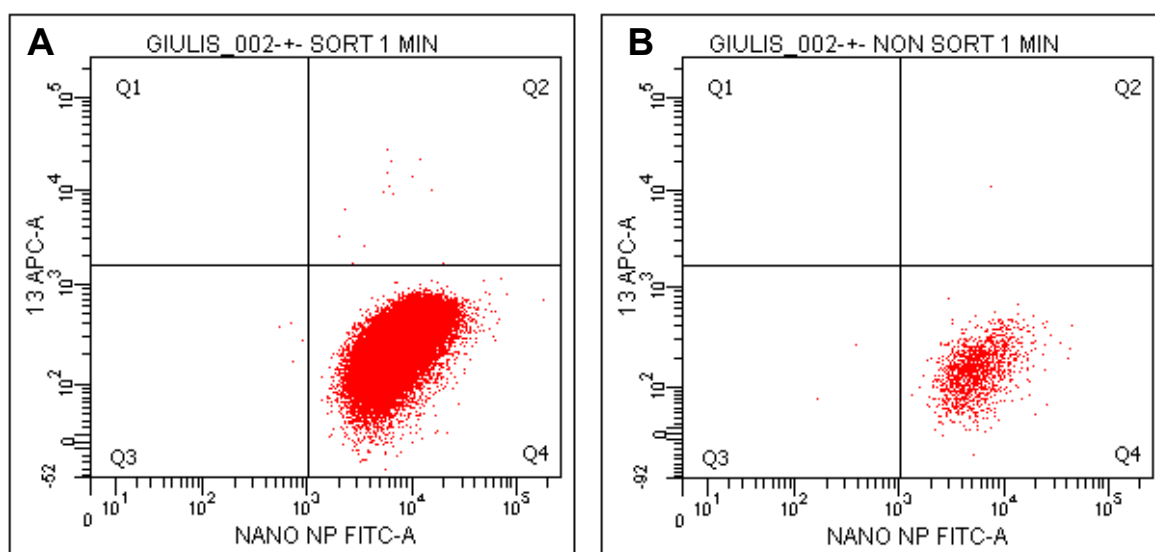 A
GIULIS_002-+- SORT 1 MIN
Q1
Q2
Q3
Q4
13 APC-A
10^5
10^4
10^3
10^2
0
-52
0
10^1
10^2
10^3
10^4
10^5
NANO NP FITC-A
B
GIULIS_002-+- NON SORT 1 MIN
Q1
Q2
Q3
Q4
13 APC-A
10^5
10^4
10^3
10^2
0
-92
0
10^1
10^2
10^3
10^4
10^5
NANO NP FITC-A